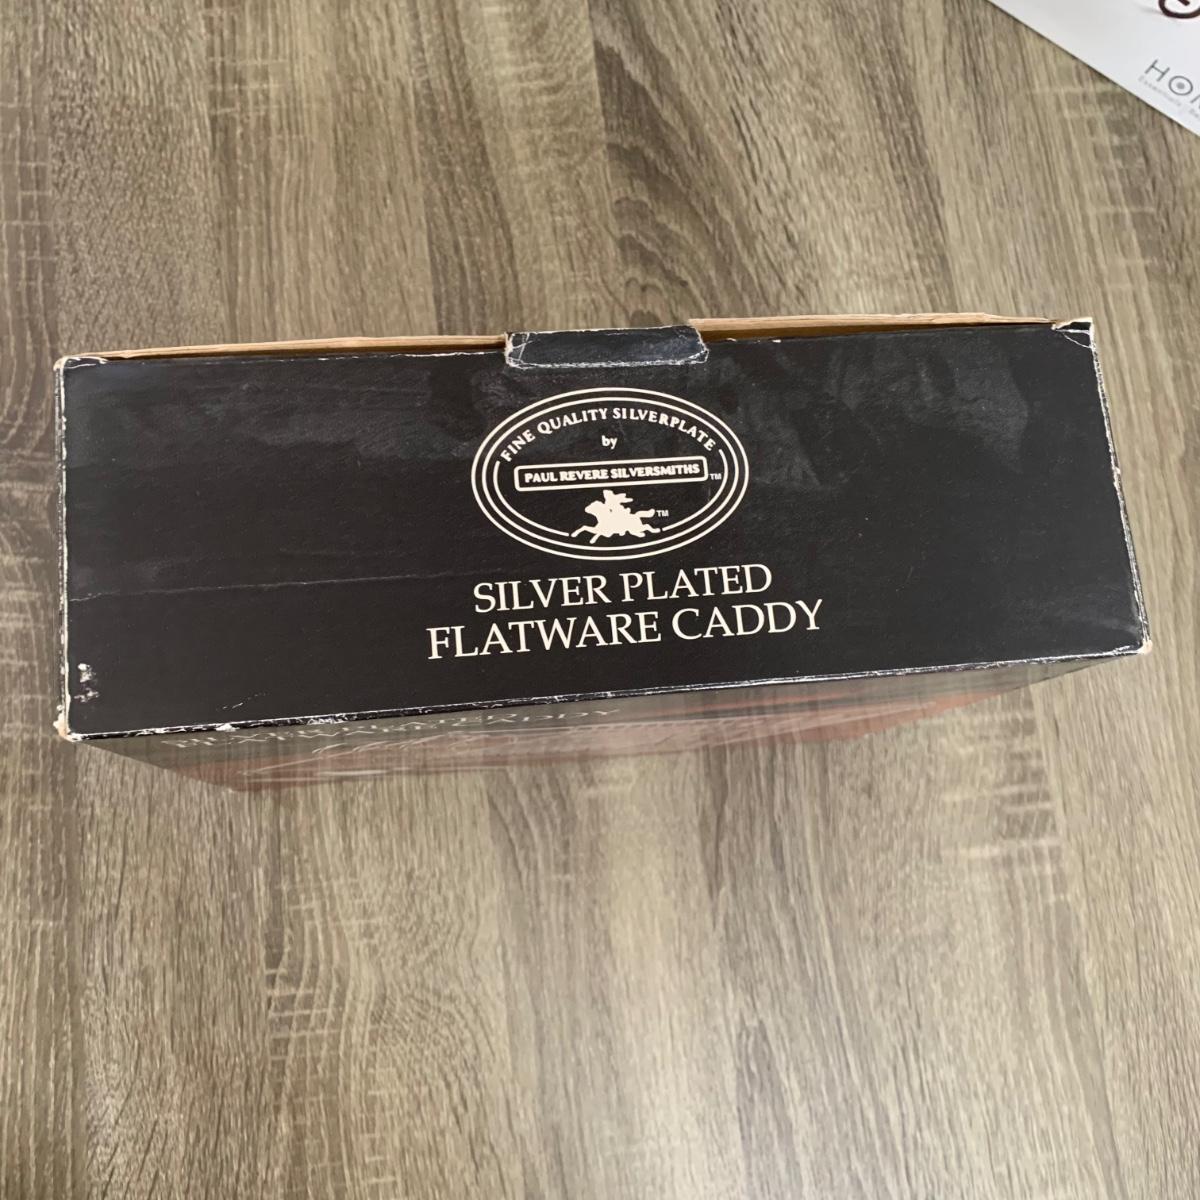 FINE QUALITY SILVERPLATE
by
PAUL REVERE SILVERSMITHS TM
TM
SILVER PLATED
FLATWARE CADDY